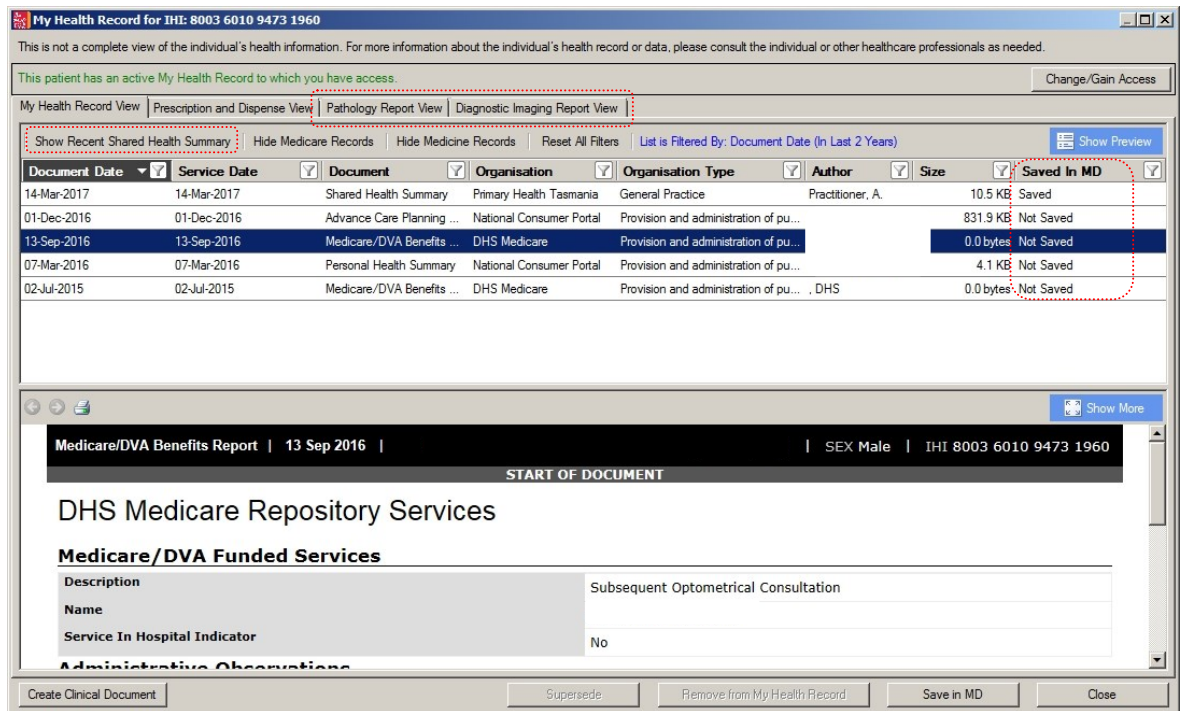 My Health Record for IHI: 8003 6010 9473 1960
This is not a complete view of the individual's health information. For more information about the individual's health record or data, please consult the individual or other healthcare professionals as needed.
This patient has an active My Health Record to which you have access. Change/Gain Access
My Health Record View Prescription and Dispense View Pathology Report View Diagnostic Imaging Report View
Show Recent Shared Health Summary Hide Medicare Records Hide Medicine Records Reset All Filters List is Filtered By: Document Date (In Last 2 Years) Show Preview
Document Date Service Date Document Organisation Organisation Type Author Size Saved In MD
14-Mar-2017 14-Mar-2017 Shared Health Summary Primary Health Tasmania General Practice Practitioner, A. 10.5 KB Saved
01-Dec-2016 01-Dec-2016 Advance Care Planning ... National Consumer Portal Provision and administration of pu... 831.9 KB Not Saved
13-Sep-2016 13-Sep-2016 Medicare/DVA Benefits ... DHS Medicare Provision and administration of pu... 0.0 bytes Not Saved
07-Mar-2016 07-Mar-2016 Personal Health Summary National Consumer Portal Provision and administration of pu... 4.1 KB Not Saved
02-Jul-2015 02-Jul-2015 Medicare/DVA Benefits ... DHS Medicare Provision and administration of pu... , DHS 0.0 bytes Not Saved
Show More
Medicare/DVA Benefits Report | 13 Sep 2016 | | SEX Male | IHI 8003 6010 9473 1960
START OF DOCUMENT
DHS Medicare Repository Services
Medicare/DVA Funded Services
Description Subsequent Optometrical Consultation
Name
Service In Hospital Indicator No
Administrative Observations
Create Clinical Document Supersede Remove from My Health Record Save in MD Close